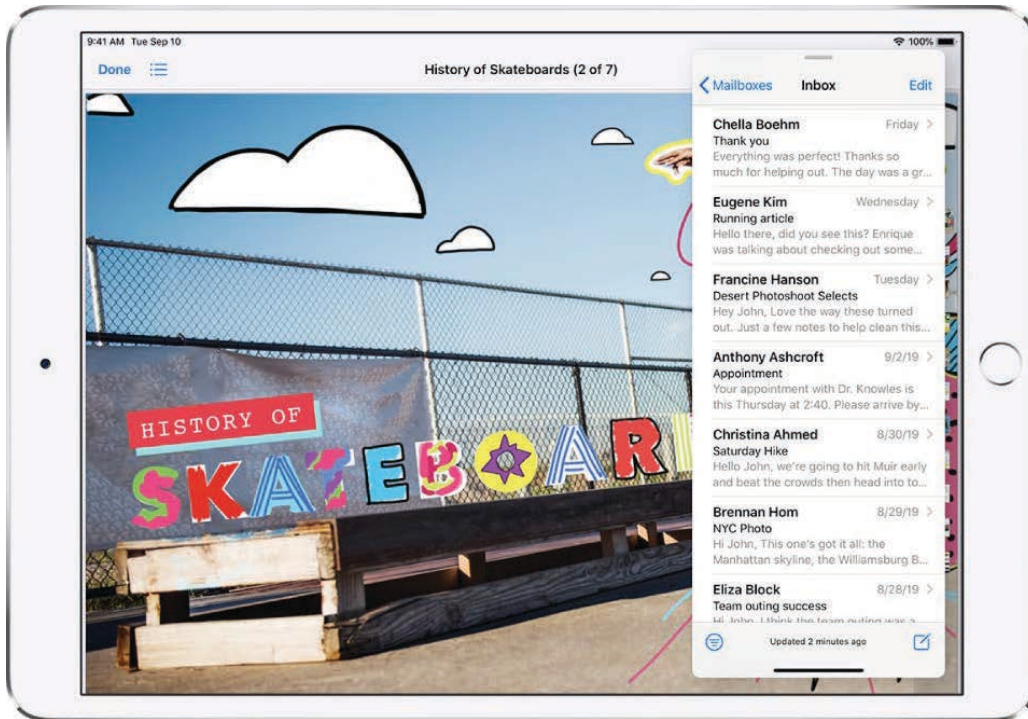 9:41 AM Tue Sep 10
100%
Done
History of Skateboards (2 of 7)
HISTORY OF
SKATEBOAR
Mailboxes
Inbox
Edit
Chella Boehm
Friday
Thank you
Everything was perfect! Thanks so
much for helping out. The day was a gr...
Eugene Kim
Wednesday
Running article
Hello there, did you see this? Enrique
was talking about checking out some...
Francine Hanson
Tuesday
Desert Photoshoot Selects
Hey John, Love the way these turned
out. Just a few notes to help clean this...
Anthony Ashcroft
9/2/19
Appointment
Your appointment with Dr. Knowles is
this Thursday at 2:40. Please arrive by...
Christina Ahmed
8/30/19
Saturday Hike
Hello John, we're going to hit Muir early
and beat the crowds then head into to...
Brennan Hom
8/29/19
NYC Photo
Hi John, This one's got it all: the
Manhattan skyline, the Williamsburg B...
Eliza Block
8/28/19
Team outing success
Hi John, I think the team outing was a
Updated 2 minutes ago